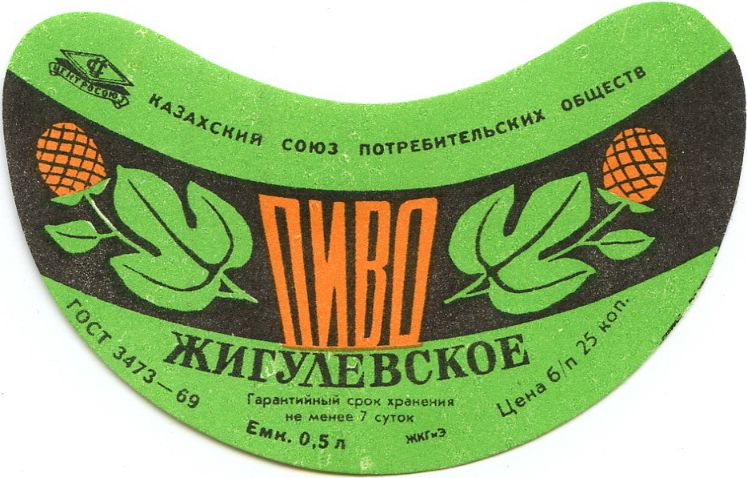 ЦЕНТРОСОЮЗ
КАЗАХСКИЙ СОЮЗ ПОТРЕБИТЕЛЬСКИХ ОБЩЕСТВ
ПИВО
ЖИГУЛЕВСКОЕ
ГОСТ 3473—69
Гарантийный срок хранения
не менее 7 суток
Емк. 0,5 л
ЖКГиЭ
Цена б/п 25 коп.